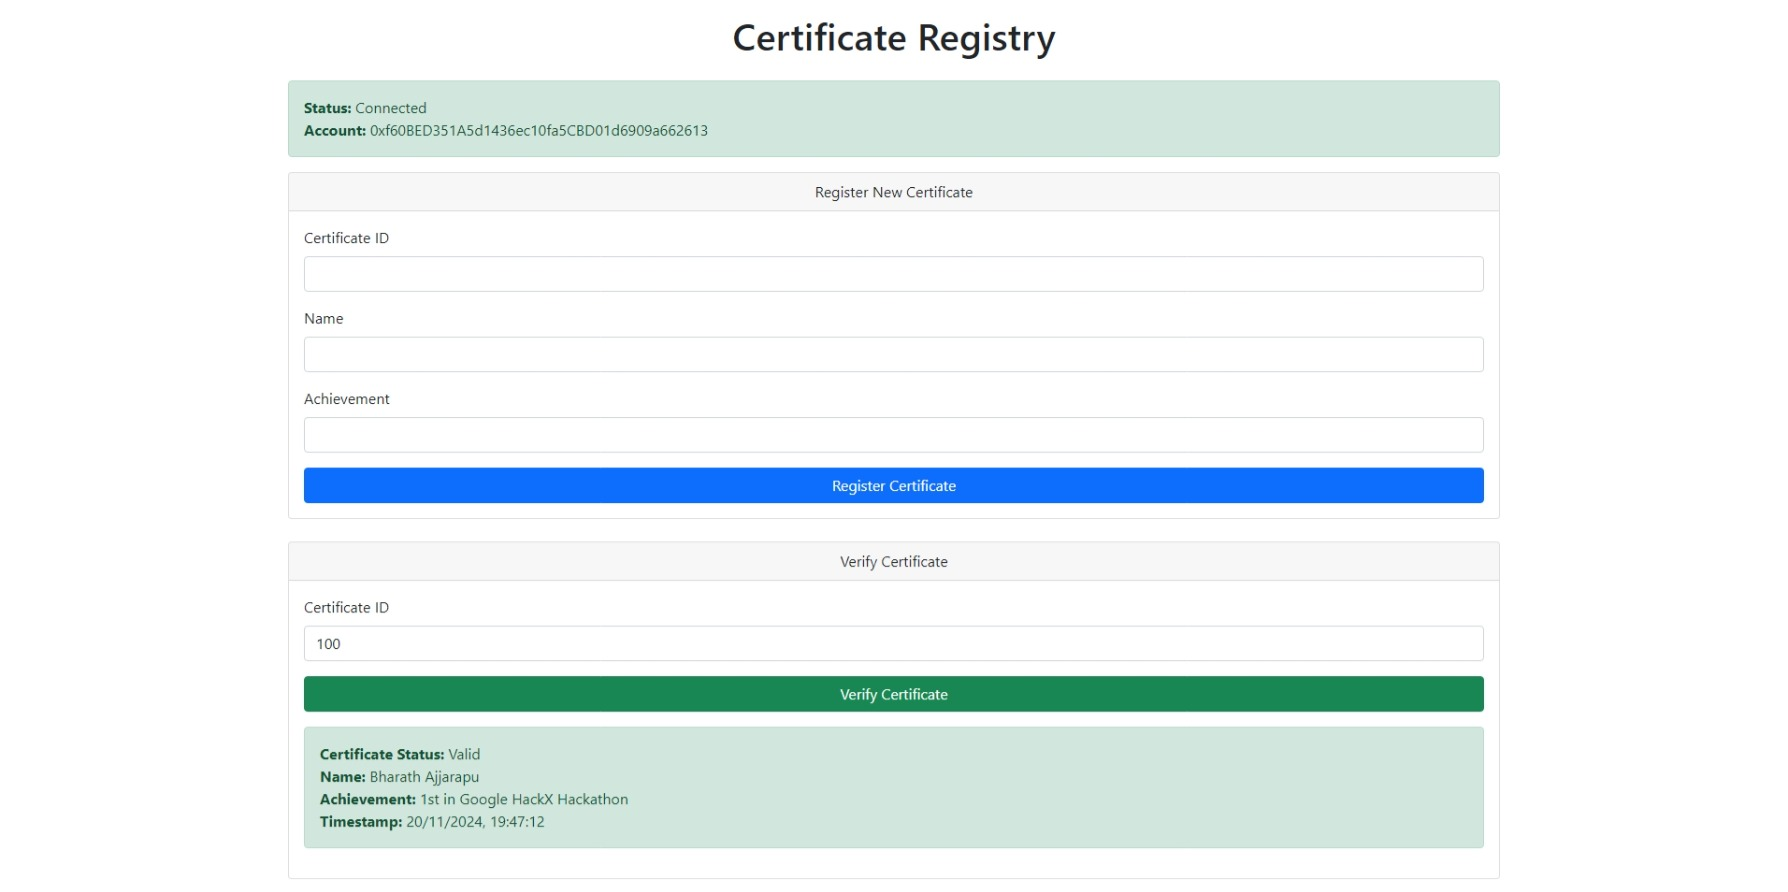 Certificate Registry
Status: Connected
Account: 0xf60BED351A5d1436ec10fa5CBD01d6909a662613
Register New Certificate
Certificate ID
Name
Achievement
Register Certificate
Verify Certificate
Certificate ID
100
Verify Certificate
Certificate Status: Valid
Name: Bharath Ajjarapu
Achievement: 1st in Google HackX Hackathon
Timestamp: 20/11/2024, 19:47:12